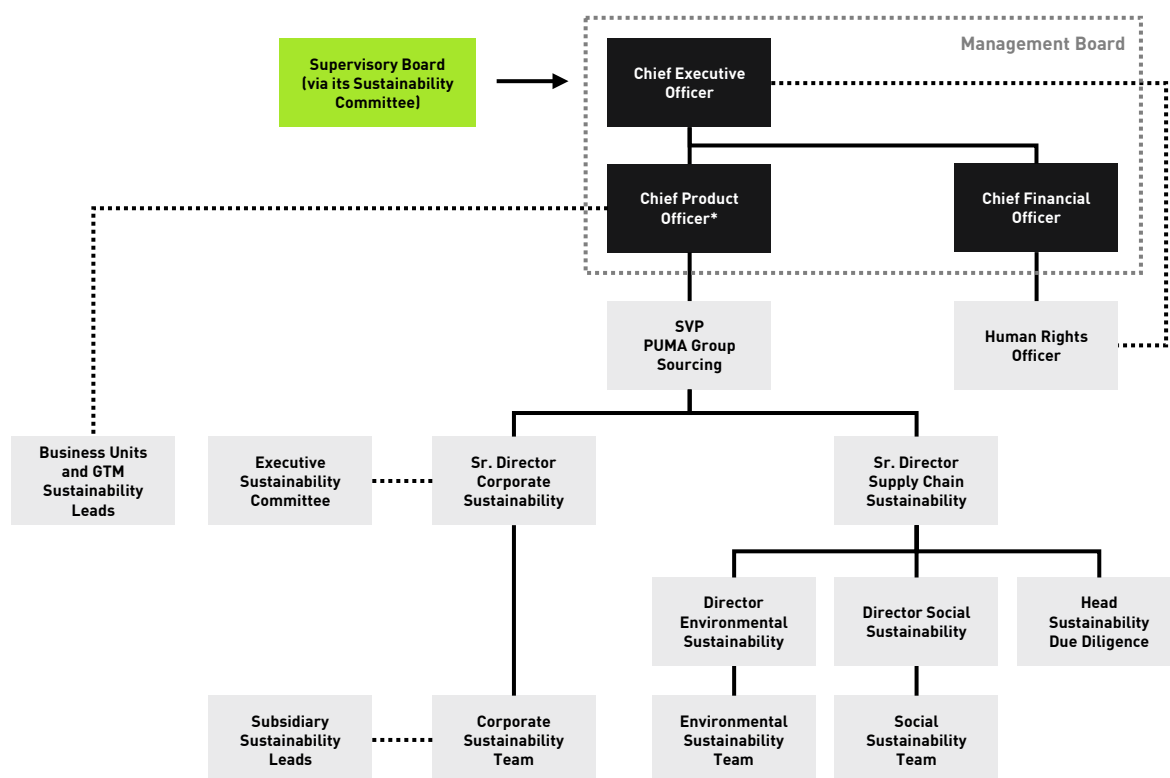 Management Board
Supervisory Board
(via its Sustainability
Committee)
Chief Executive
Officer
Chief Product
Officer*
Chief Financial
Officer
SVP
PUMA Group
Sourcing
Human Rights
Officer
Business Units
and GTM
Sustainability
Leads
Executive
Sustainability
Committee
Sr. Director
Corporate
Sustainability
Sr. Director
Supply Chain
Sustainability
Director
Environmental
Sustainability
Director Social
Sustainability
Head
Sustainability
Due Diligence
Subsidiary
Sustainability
Leads
Corporate
Sustainability
Team
Environmental
Sustainability
Team
Social
Sustainability
Team